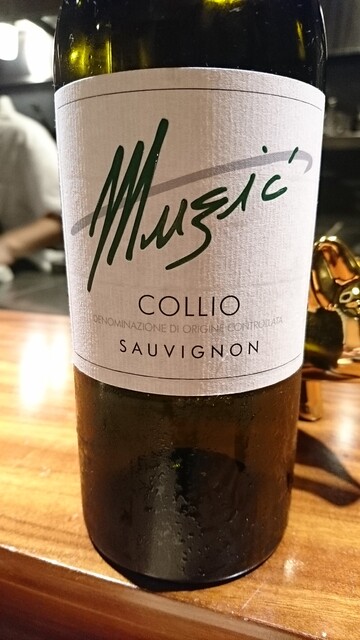 Muzic'
COLLIO
DENOMINAZIONE DI ORIGINE CONTROLLATA
SAUVIGNON